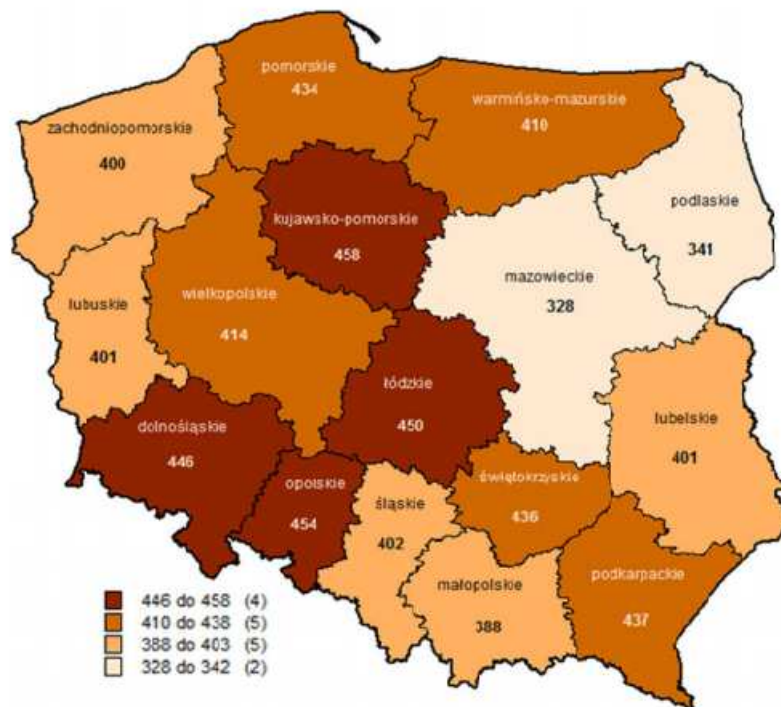 pomorskie
434
warmińsko-mazurskie
410
zachodniopomorskie
400
podlaskie
341
kujawsko-pomorskie
458
mazowieckie
328
lubuskie
401
wielkopolskie
414
łódzkie
450
lubelskie
401
dolnośląskie
446
opolskie
454
śląskie
402
świętokrzyskie
436
małopolskie
388
podkarpackie
437
446 do 458 (4)
410 do 438 (5)
388 do 403 (5)
328 do 342 (2)